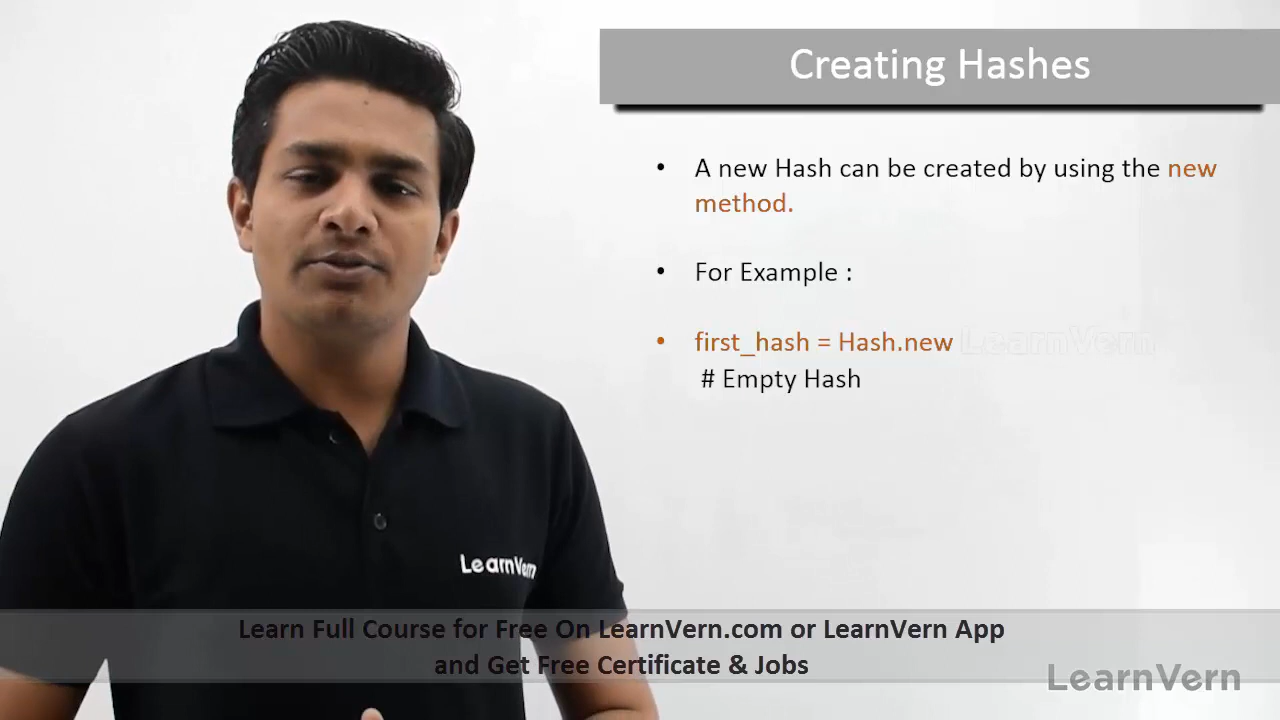 Creating Hashes
• A new Hash can be created by using the new
method.
• For Example :
• first_hash = Hash.new
LearnVern
# Empty Hash
LearnVern
Learn Full Course for Free On LearnVern.com or LearnVern App
and Get Free Certificate & Jobs
LearnVern